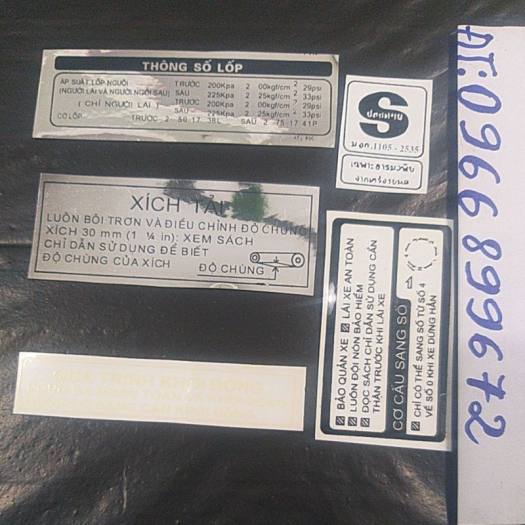 THÔNG SỐ LỐP
ÁP SUẤT LỐP NGUỘI TRƯỚC 200Kpa 2 00kgf/cm² 29psi
(NGƯỜI LÁI VÀ NGƯỜI NGỒI SAU) SAU 225Kpa 2 25kgf/cm² 33psi
( CHỈ NGƯỜI LÁI ) TRƯỚC 200Kpa 2 00kgf/cm² 29psi
SAU 225Kpa 2 25kgf/cm² 33psi
CỠ LỐP TRƯỚC 2 50 17 38L SAU 2 75 17 41P
S
มอก.1105 - 2535
XÍCH TẢI
LUÔN BÔI TRƠN VÀ ĐIỀU CHỈNH ĐỘ CHÙNG
XÍCH 30 mm (1 ¼ in); XEM SÁCH
CHỈ DẪN SỬ DỤNG ĐỂ BIẾT
ĐỘ CHÙNG CỦA XÍCH
ĐỘ CHÙNG
BẢO QUẢN XE LÁI XE AN TOÀN
LUÔN ĐỘI NÓN BẢO HIỂM
ĐỌC SÁCH CHỈ DẪN SỬ DỤNG CẨN
THẬN TRƯỚC KHI LÁI XE
CƠ CẤU SANG SỐ
CHỈ CÓ THỂ SANG SỐ TỪ SỐ 4
VỀ SỐ 0 KHI XE DỪNG HẲN
ĐT: 0966899672